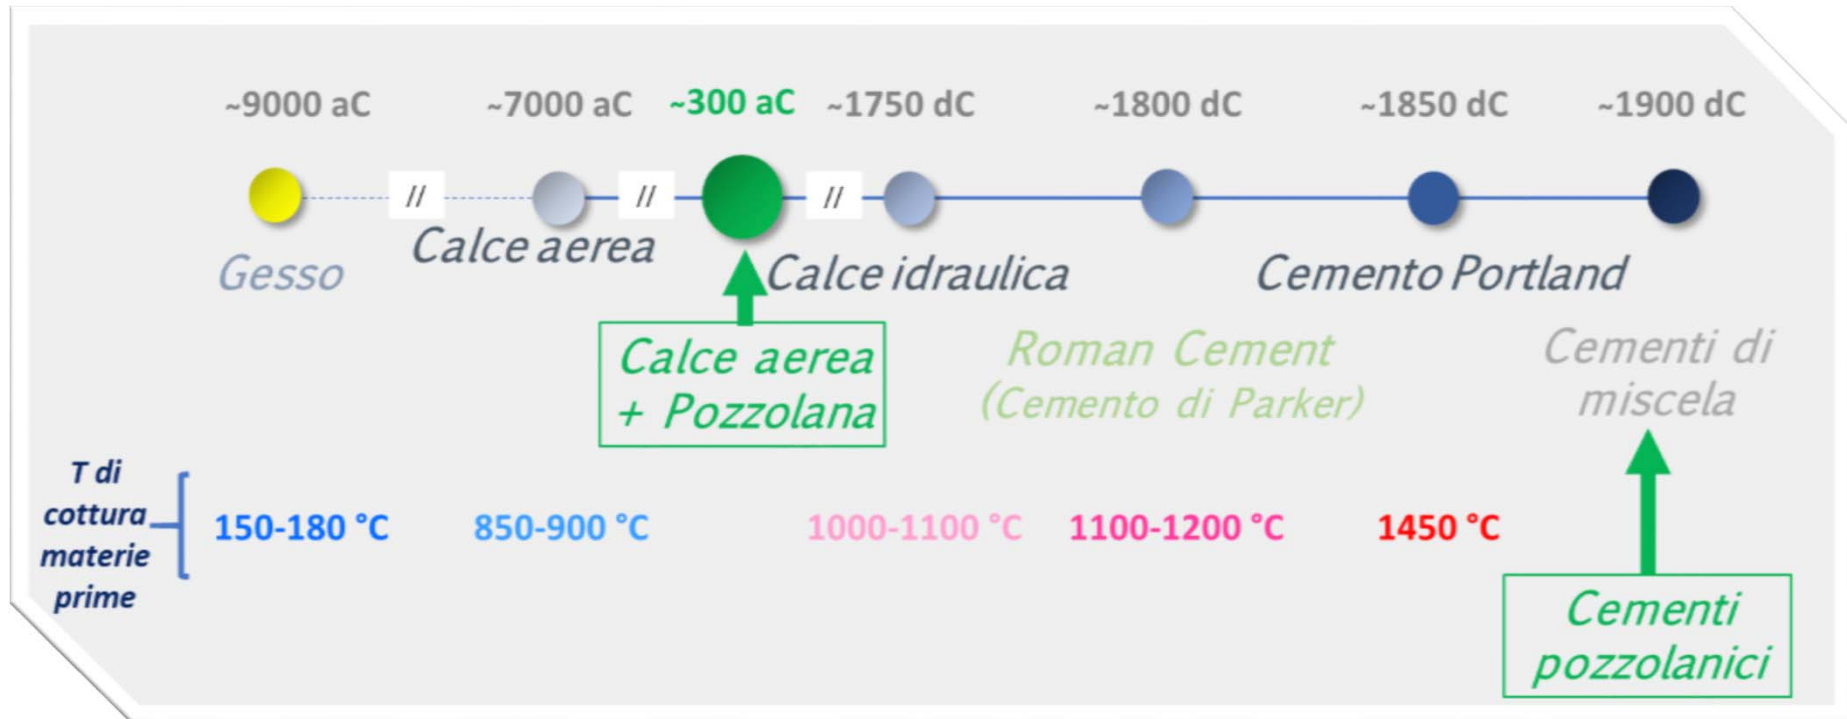 ~9000 aC ~7000 aC ~300 aC ~1750 dC ~1800 dC ~1850 dC ~1900 dC
// // //
Gesso
Calce aerea
Calce idraulica
Cemento Portland
Calce aerea
+ Pozzolana
Roman Cement
(Cemento di Parker)
Cementi di
miscela
T di
cottura
materie
prime
150-180 °C 850-900 °C 1000-1100 °C 1100-1200 °C 1450 °C
Cementi
pozzolanici